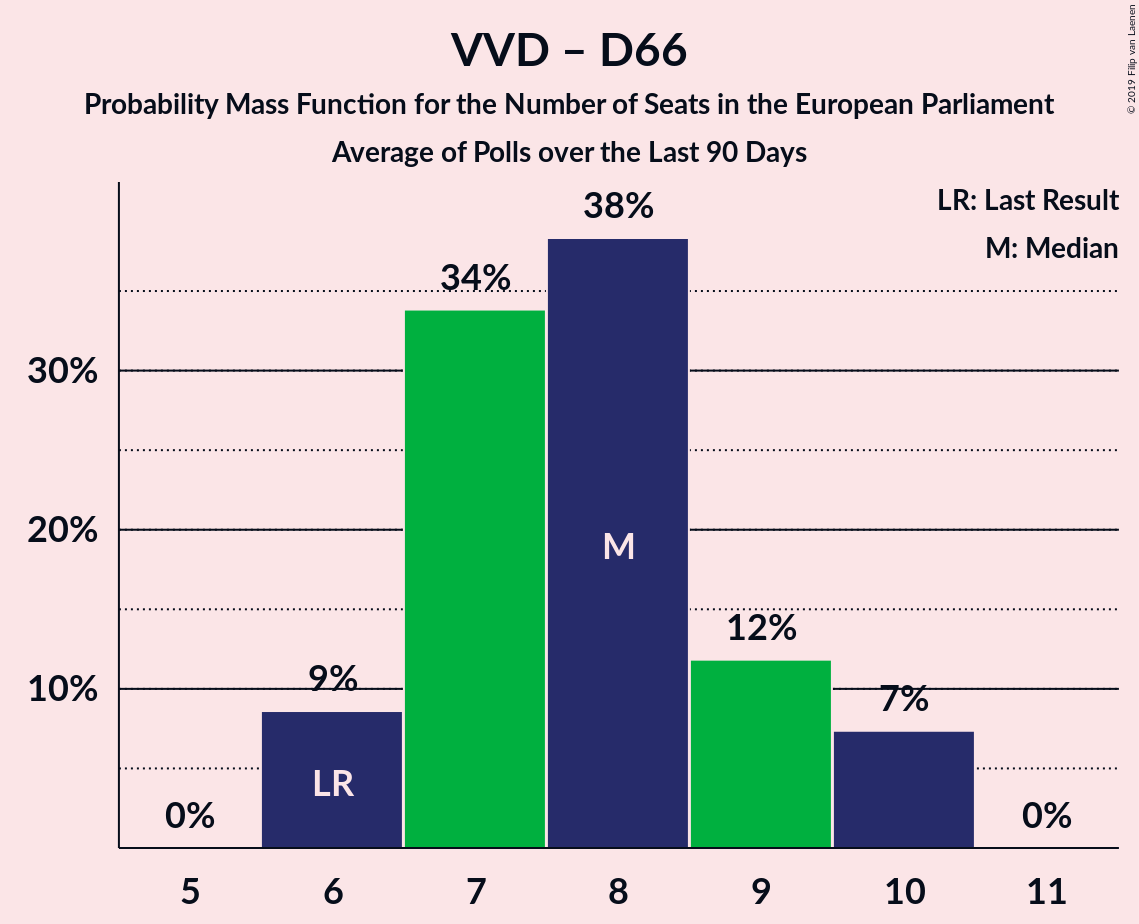 VVD – D66
Probability Mass Function for the Number of Seats in the European Parliament
Average of Polls over the Last 90 Days
© 2019 Filip van Laenen
LR: Last Result
M: Median
38%
34%
30%
M
20%
12%
9%
10%
7%
LR
0%
0%
5 6 7 8 9 10 11